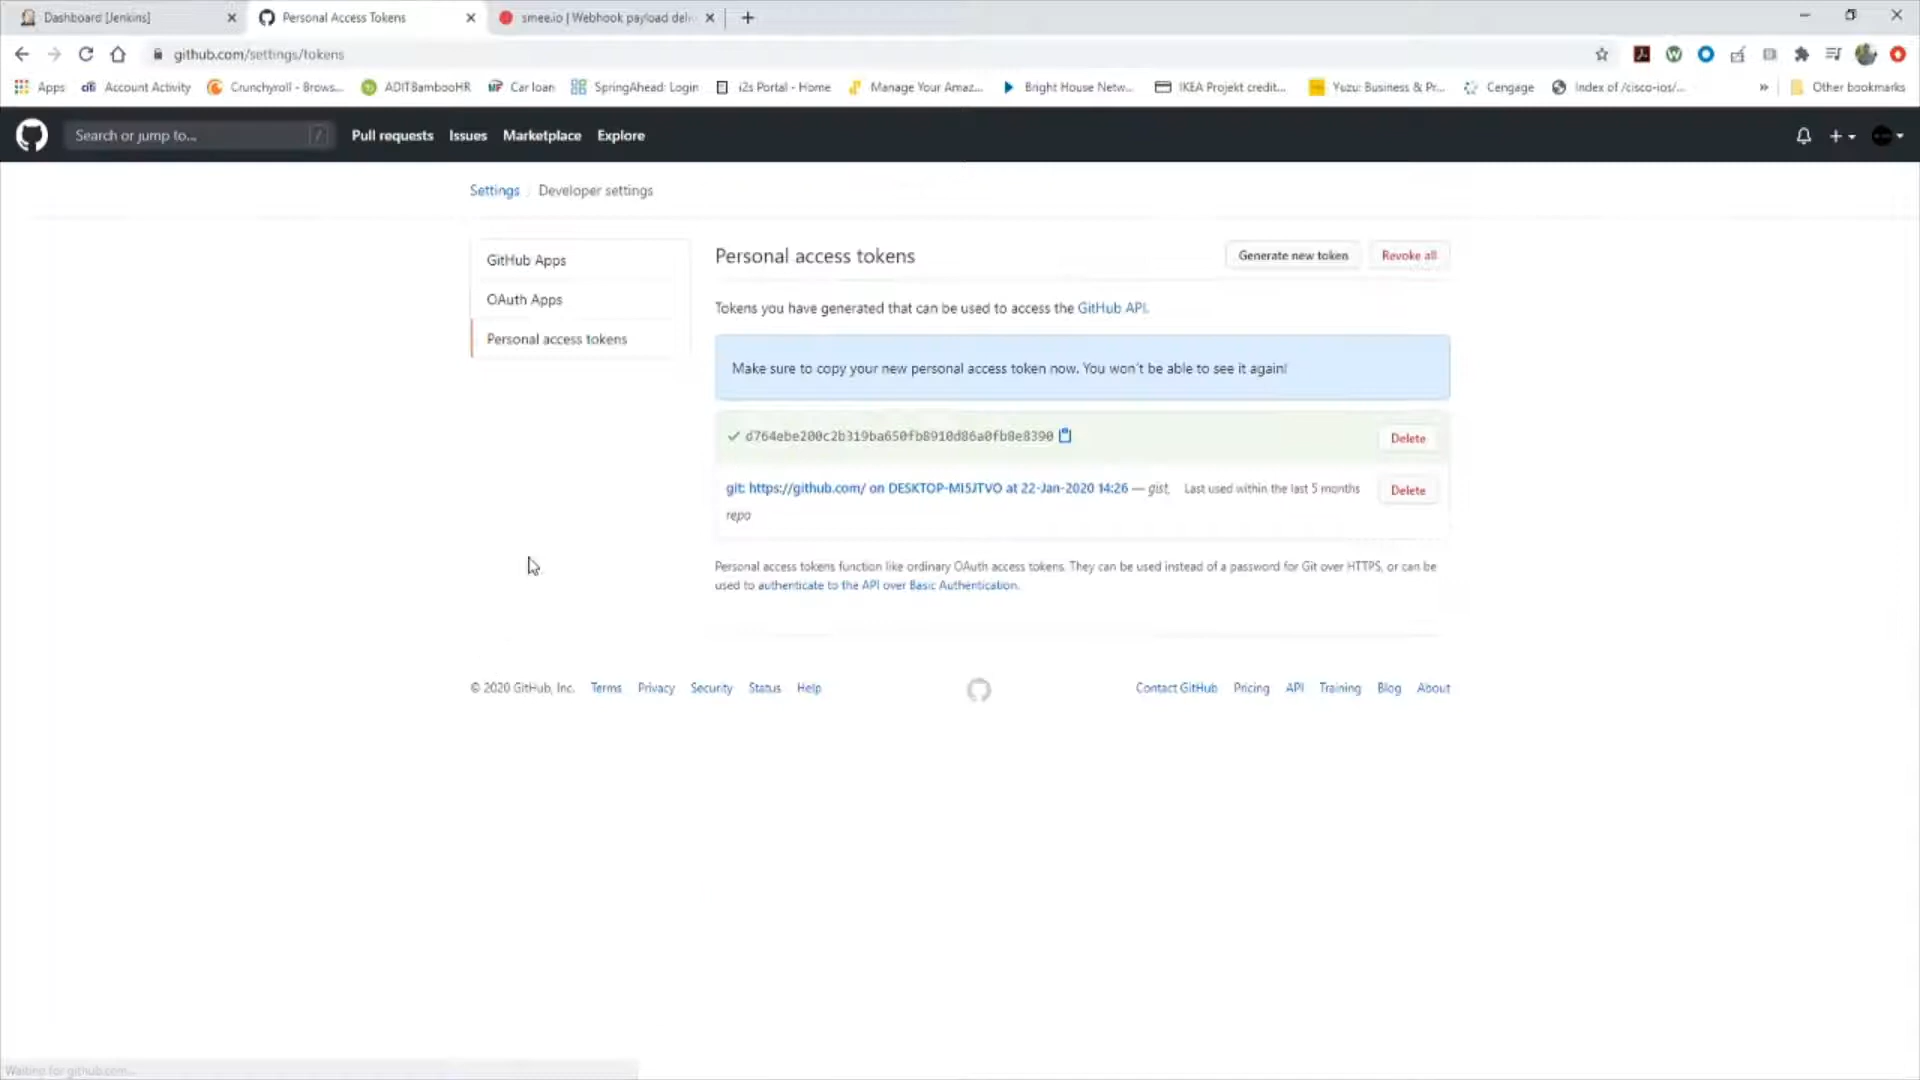 Dashboard [Jenkins]
Personal Access Tokens
smee.io | Webhook payload deli
github.com/settings/tokens
Apps
Account Activity
Crunchyroll - Brows...
ADITBambooHR
Car loan
SpringAhead: Login
i2s Portal - Home
Manage Your Amaz...
Bright House Netw...
IKEA Projekt credit...
Yuzu: Business & Pr...
Cengage
Index of /cisco-ios/...
»
Other bookmarks
Search or jump to...
/
Pull requests
Issues
Marketplace
Explore
Settings / Developer settings
GitHub Apps
OAuth Apps
Personal access tokens
Personal access tokens
Generate new token
Revoke all
Tokens you have generated that can be used to access the GitHub API.
Make sure to copy your new personal access token now. You won't be able to see it again!
d764ebe200c2b319ba650fb8910d86a0fb8e8390
Delete
git: https://github.com/ on DESKTOP-MI5JTVO at 22-Jan-2020 14:26 — gist,
repo
Last used within the last 5 months
Delete
Personal access tokens function like ordinary OAuth access tokens. They can be used instead of a password for Git over HTTPS, or can be
used to authenticate to the API over Basic Authentication.
© 2020 GitHub, Inc.
Terms
Privacy
Security
Status
Help
Contact GitHub
Pricing
API
Training
Blog
About
Waiting for github.com...